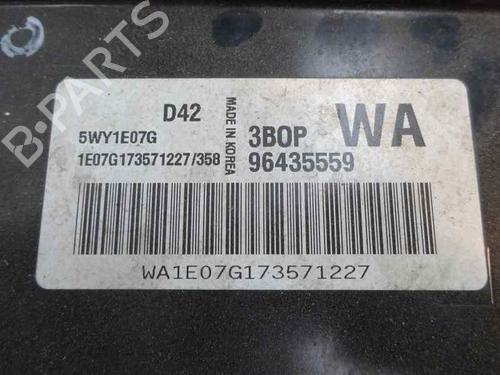 D42
5WY1E07G
1E07G173571227/358
MADE IN KOREA
3BOP
WA
96435559
WA1E07G173571227
B-PARTS